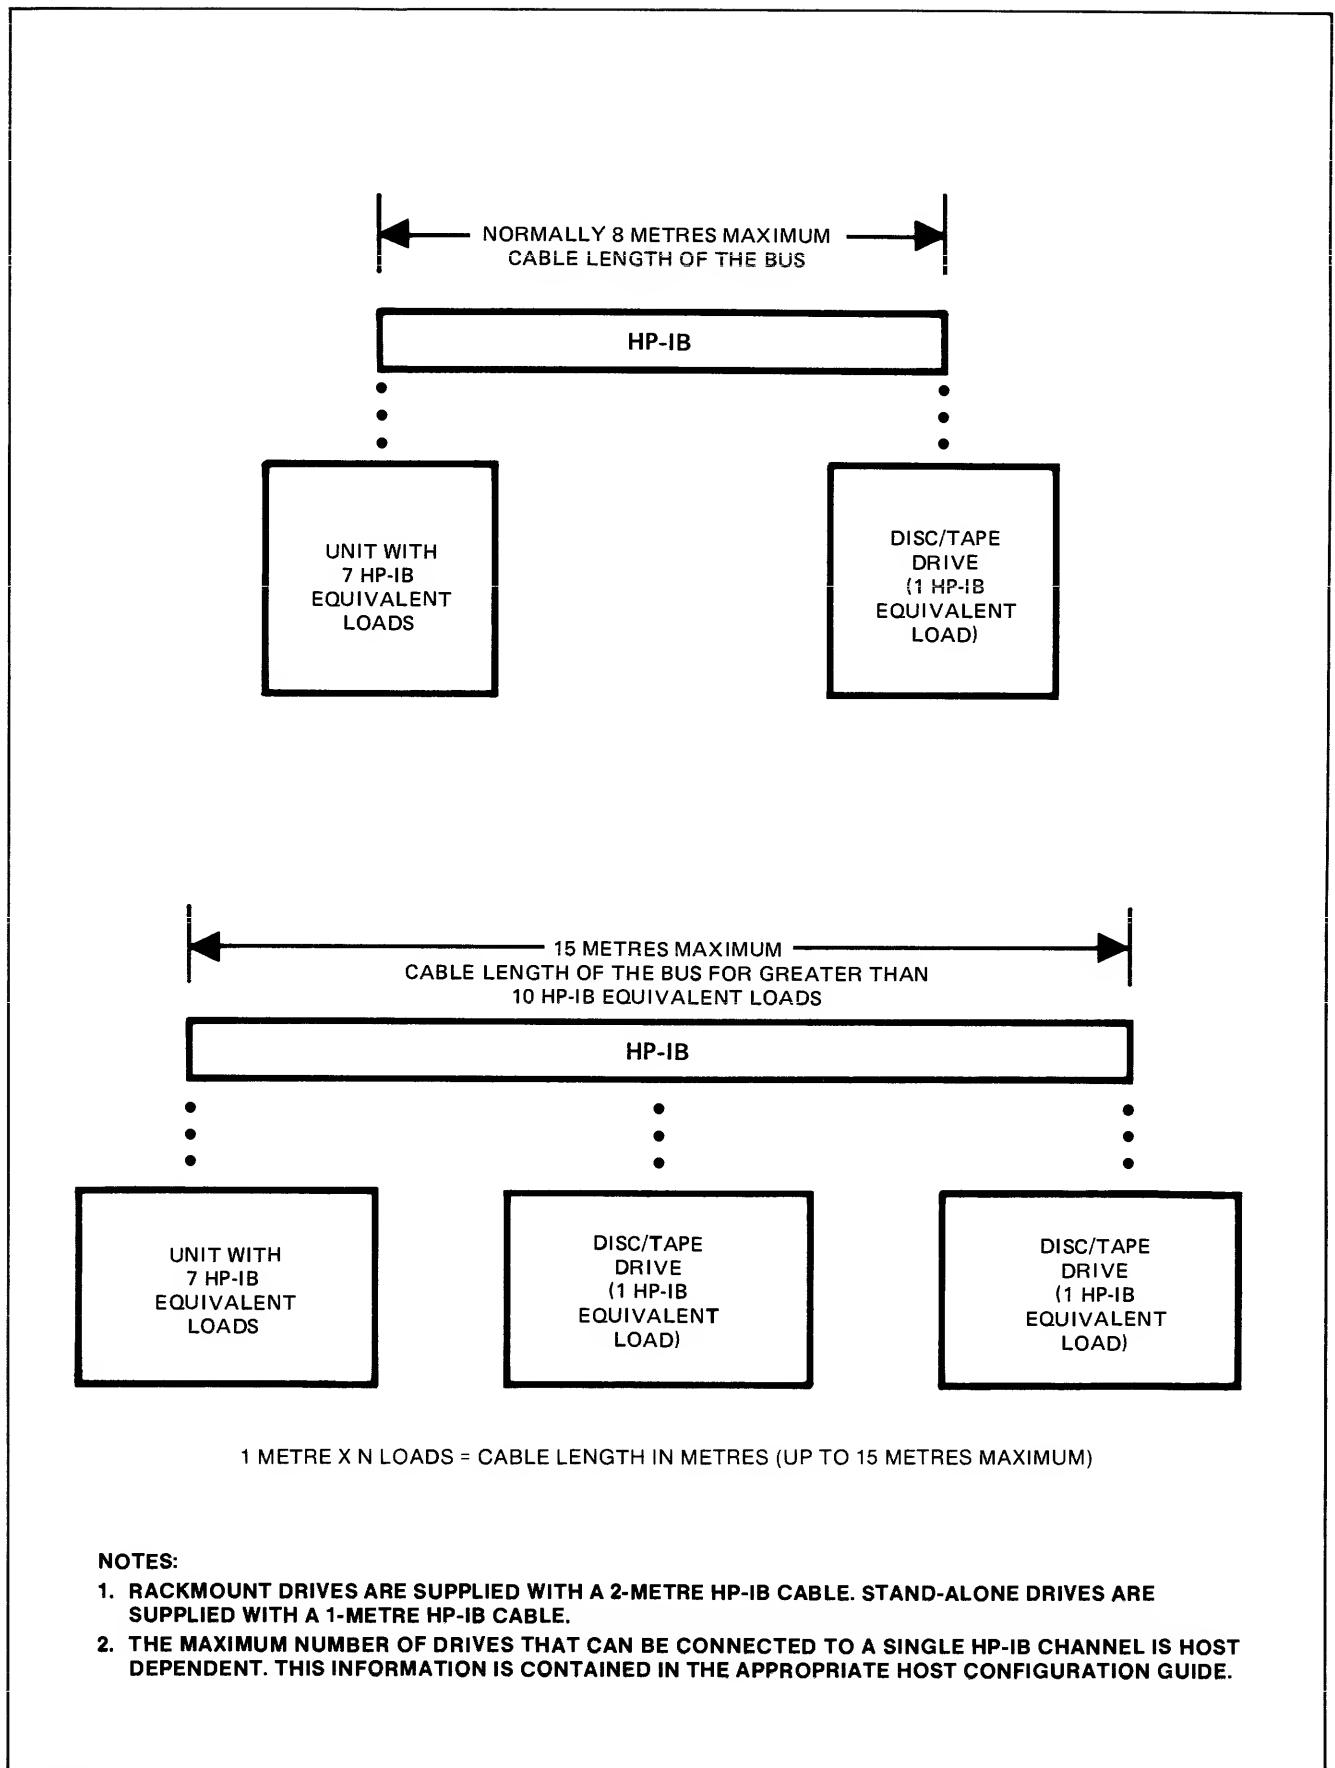 NORMALLY 8 METRES MAXIMUM
CABLE LENGTH OF THE BUS
HP-IB
UNIT WITH
7 HP-IB
EQUIVALENT
LOADS
DISC/TAPE
DRIVE
(1 HP-IB
EQUIVALENT
LOAD)
15 METRES MAXIMUM
CABLE LENGTH OF THE BUS FOR GREATER THAN
10 HP-IB EQUIVALENT LOADS
HP-IB
UNIT WITH
7 HP-IB
EQUIVALENT
LOADS
DISC/TAPE
DRIVE
(1 HP-IB
EQUIVALENT
LOAD)
DISC/TAPE
DRIVE
(1 HP-IB
EQUIVALENT
LOAD)
1 METRE X N LOADS = CABLE LENGTH IN METRES (UP TO 15 METRES MAXIMUM)
NOTES:
1. RACKMOUNT DRIVES ARE SUPPLIED WITH A 2-METRE HP-IB CABLE. STAND-ALONE DRIVES ARE
SUPPLIED WITH A 1-METRE HP-IB CABLE.
2. THE MAXIMUM NUMBER OF DRIVES THAT CAN BE CONNECTED TO A SINGLE HP-IB CHANNEL IS HOST
DEPENDENT. THIS INFORMATION IS CONTAINED IN THE APPROPRIATE HOST CONFIGURATION GUIDE.